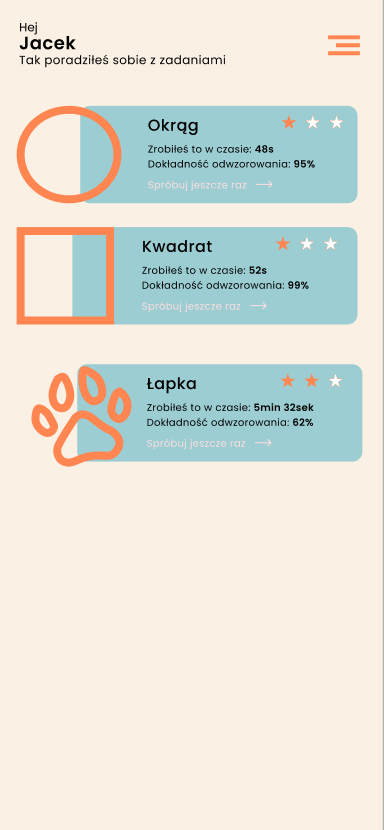 Hej
Jacek
Tak poradziłeś sobie z zadaniami
Okrąg
Zrobiłeś to w czasie: 48s
Dokładność odwzorowania: 95%
Spróbuj jeszcze raz
Kwadrat
Zrobiłeś to w czasie: 52s
Dokładność odwzorowania: 99%
Spróbuj jeszcze raz
Łapka
Zrobiłeś to w czasie: 5min 32sek
Dokładność odwzorowania: 62%
Spróbuj jeszcze raz